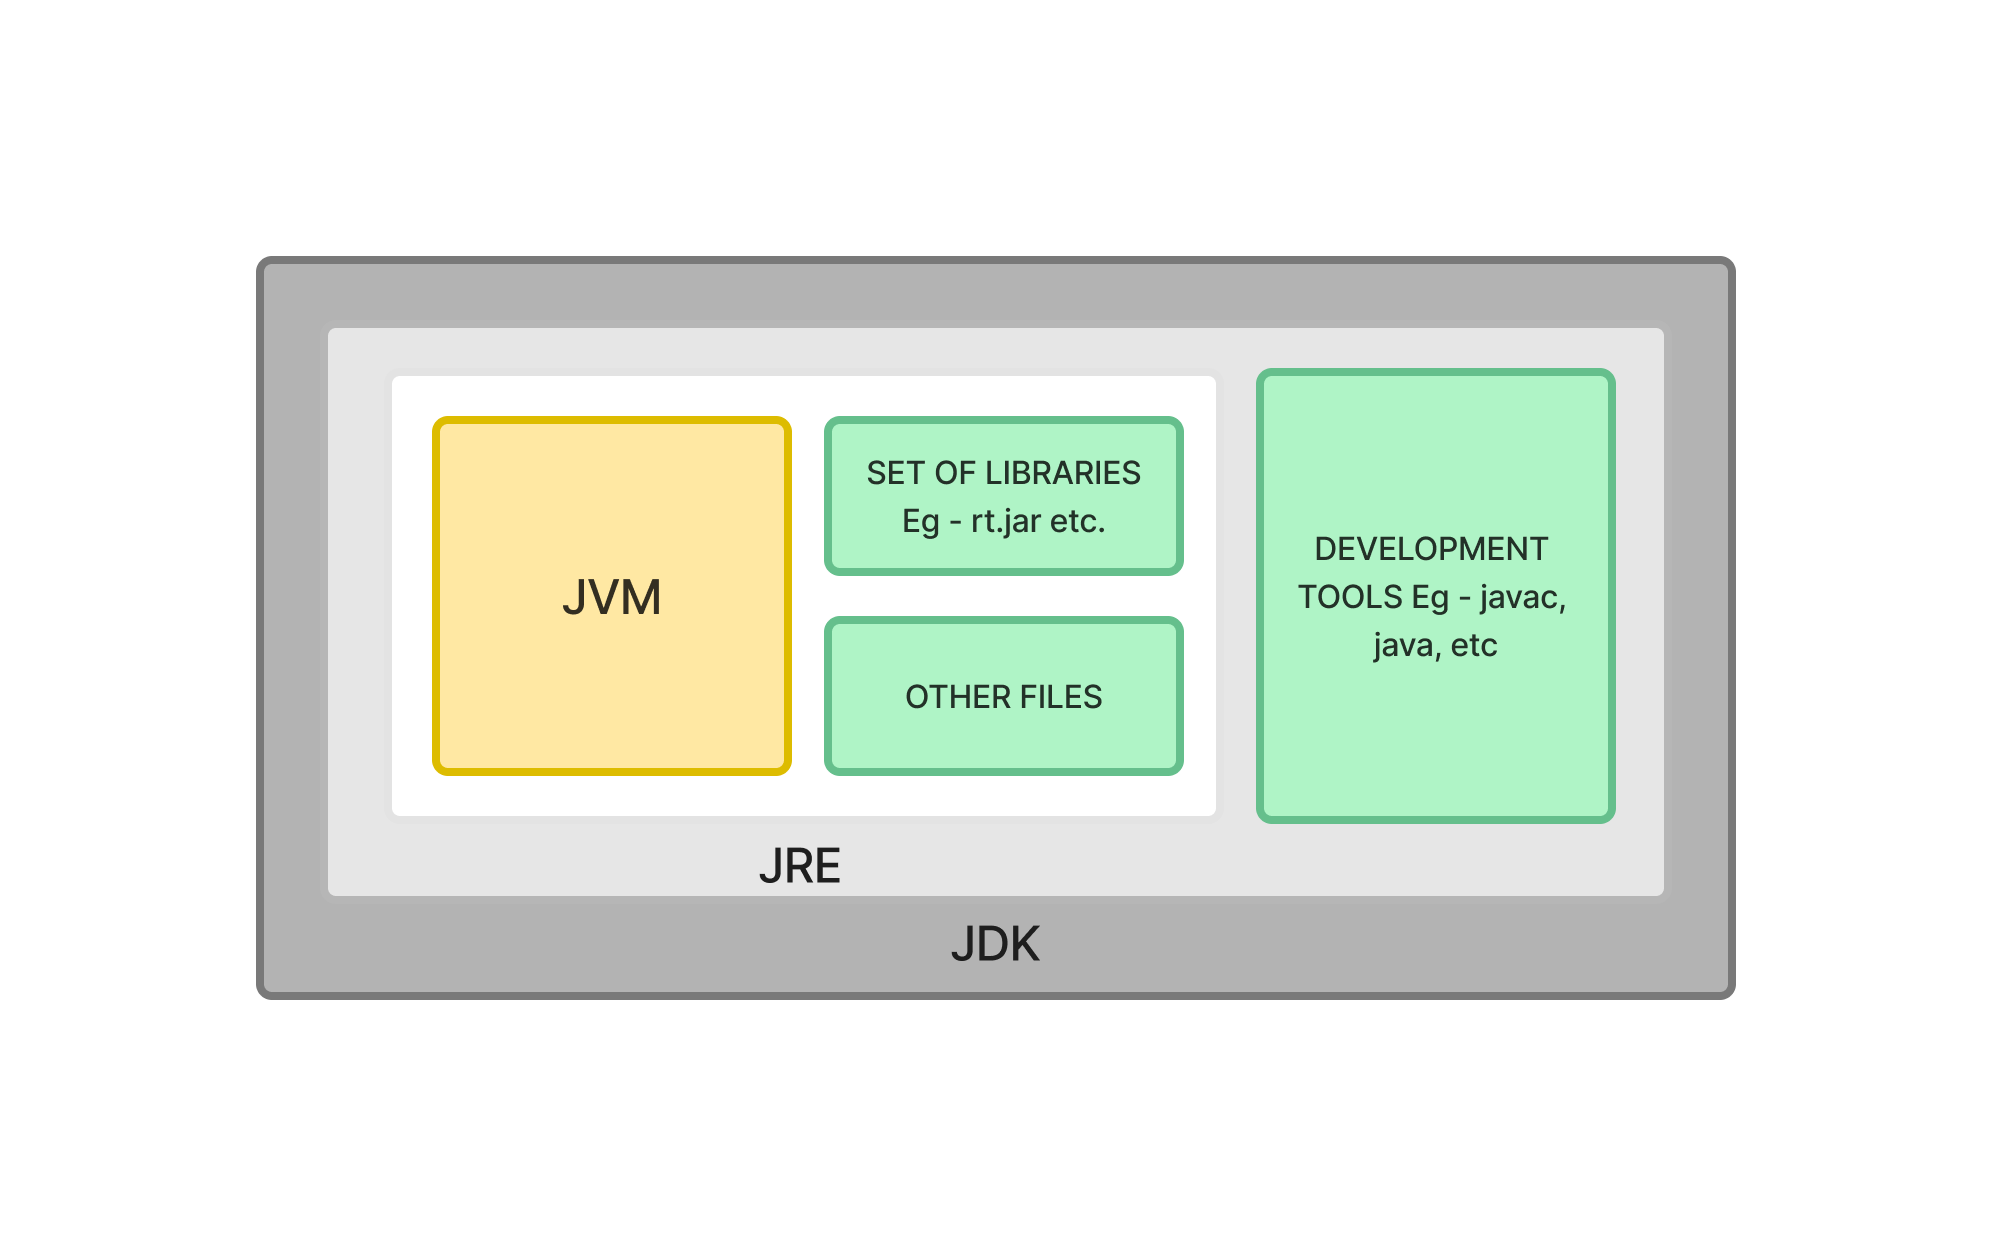 JVM
SET OF LIBRARIES
Eg - rt.jar etc.
OTHER FILES
DEVELOPMENT
TOOLS Eg - javac,
java, etc
JRE
JDK